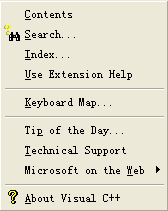 Contents
Search...
Index...
Use Extension Help
Keyboard Map...
Tip of the Day...
Technical Support
Microsoft on the Web
About Visual C++